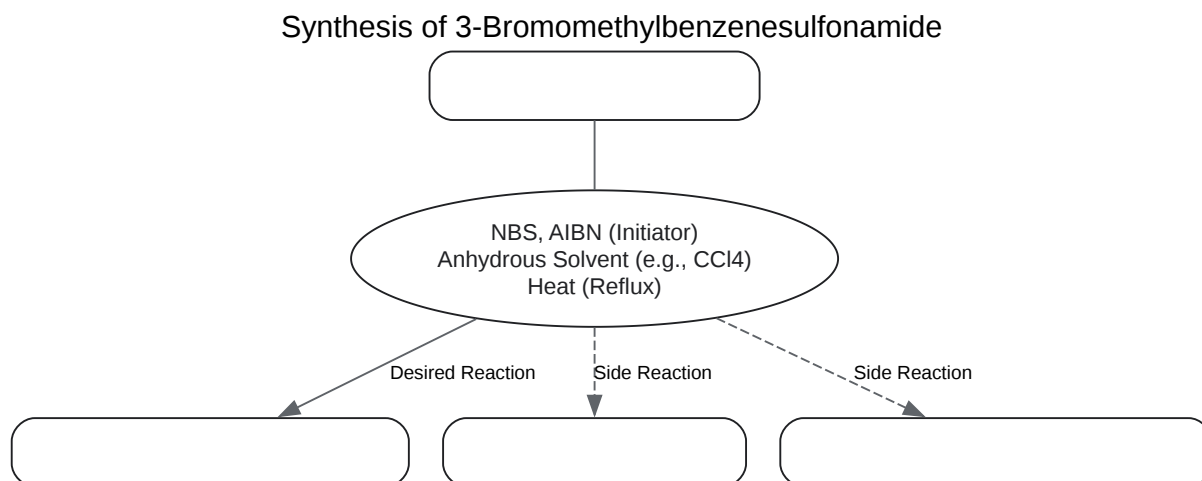 Synthesis of 3-Bromomethylbenzenesulfonamide
NBS, AIBN (Initiator)
Anhydrous Solvent (e.g., CCl4)
Heat (Reflux)
Desired Reaction
Side Reaction
Side Reaction